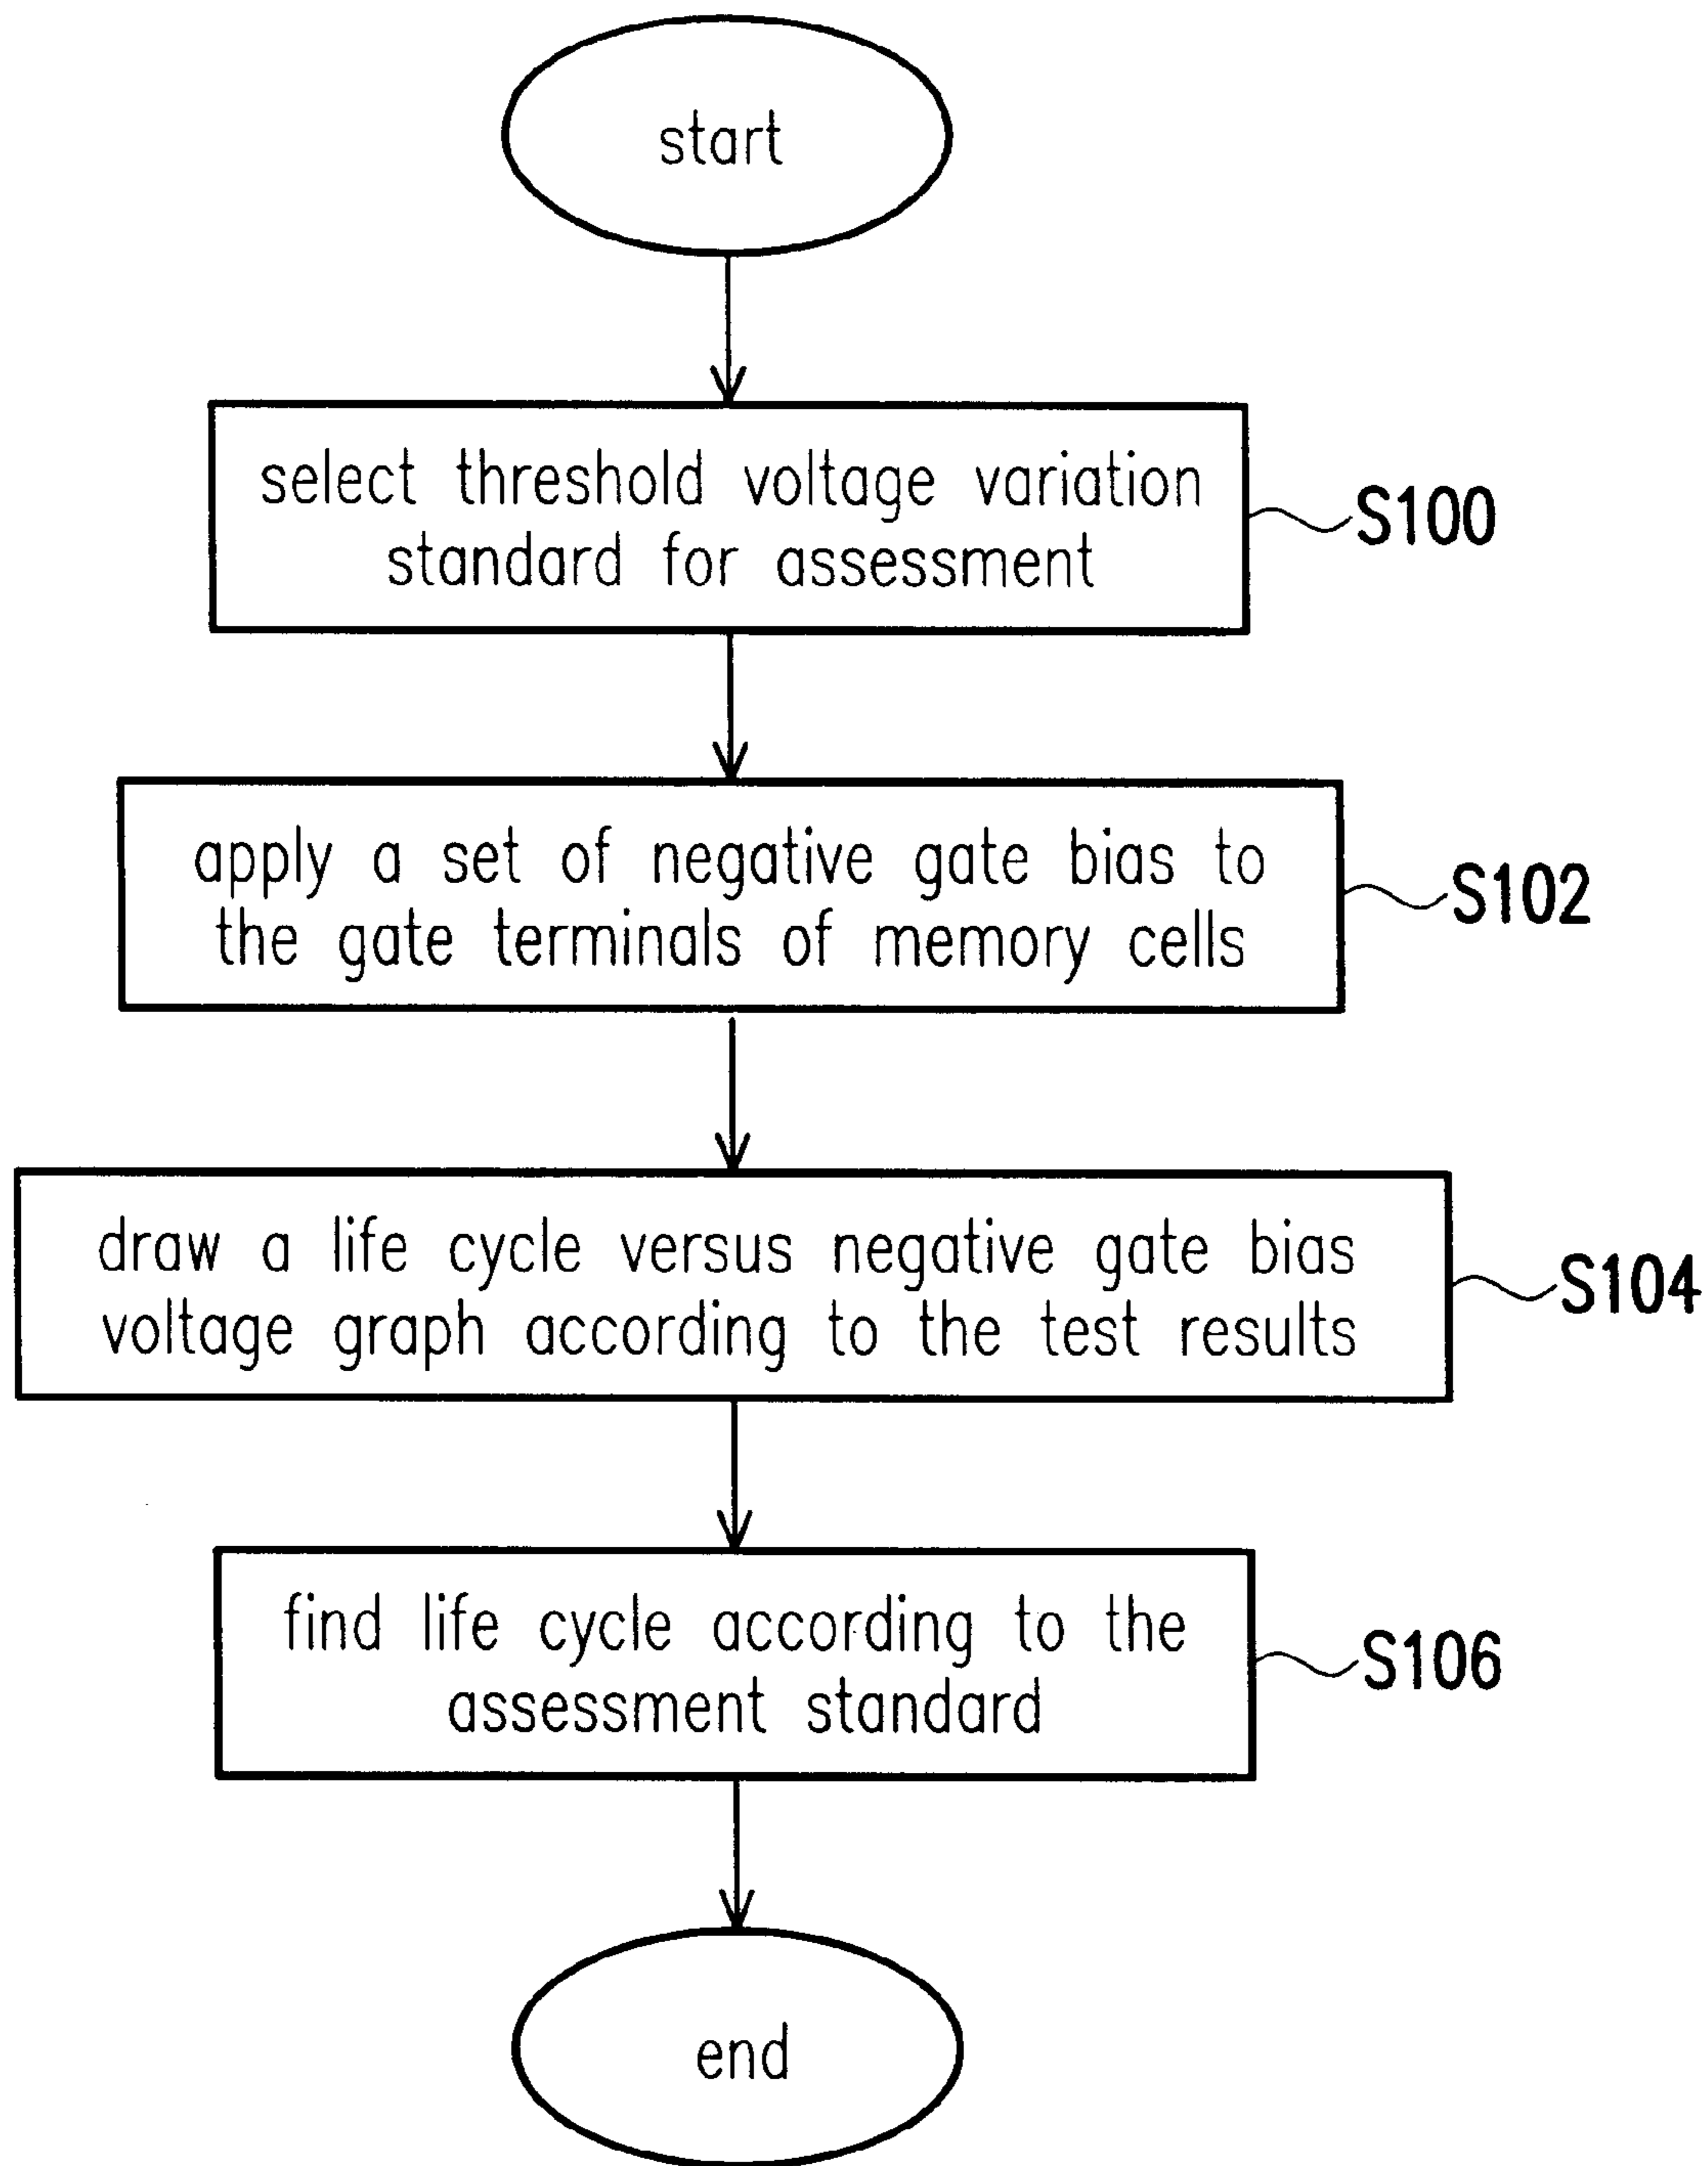 start
select threshold voltage variation
standard for assessment
S100
apply a set of negative gate bias to
the gate terminals of memory cells
S102
draw a life cycle versus negative gate bias
voltage graph according to the test results
S104
find life cycle according to the
assessment standard
S106
end